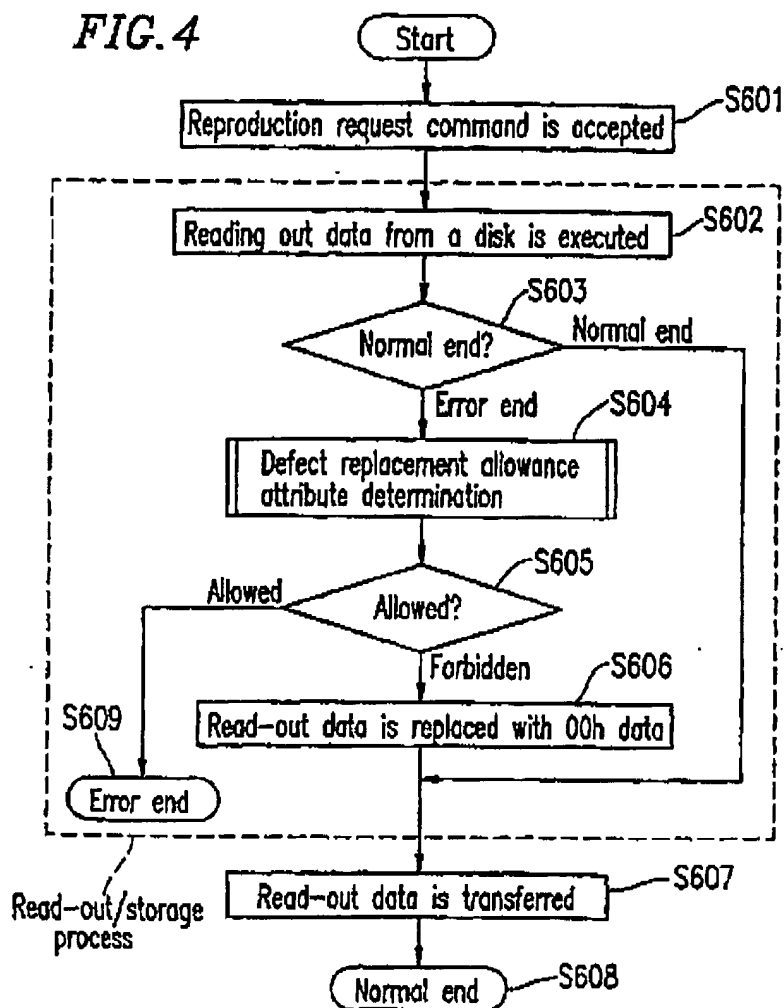 FIG. 4
Start
S601
Reproduction request command is accepted
S602
Reading out data from a disk is executed
S603
Normal end?
Normal end
Error end
S604
Defect replacement allowance
attribute determination
S605
Allowed
Allowed?
Forbidden
S606
Read-out data is replaced with 00h data
S609
Error end
Read-out/storage
process
S607
Read-out data is transferred
Normal end
S608